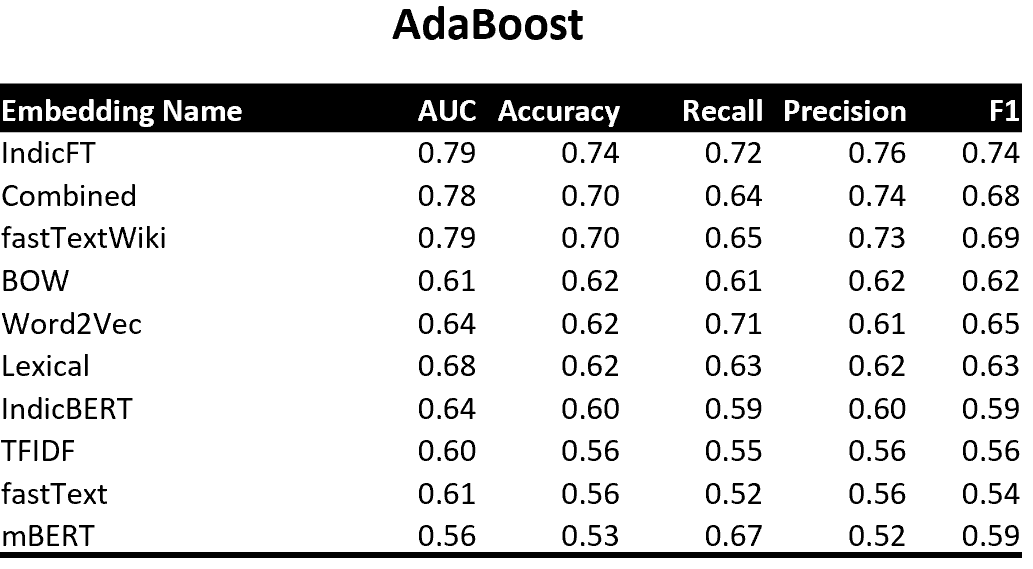 AdaBoost
Embedding Name AUC Accuracy Recall Precision F1
IndicFT 0.79 0.74 0.72 0.76 0.74
Combined 0.78 0.70 0.64 0.74 0.68
fastTextWiki 0.79 0.70 0.65 0.73 0.69
BOW 0.61 0.62 0.61 0.62 0.62
Word2Vec 0.64 0.62 0.71 0.61 0.65
Lexical 0.68 0.62 0.63 0.62 0.63
IndicBERT 0.64 0.60 0.59 0.60 0.59
TFIDF 0.60 0.56 0.55 0.56 0.56
fastText 0.61 0.56 0.52 0.56 0.54
mBERT 0.56 0.53 0.67 0.52 0.59